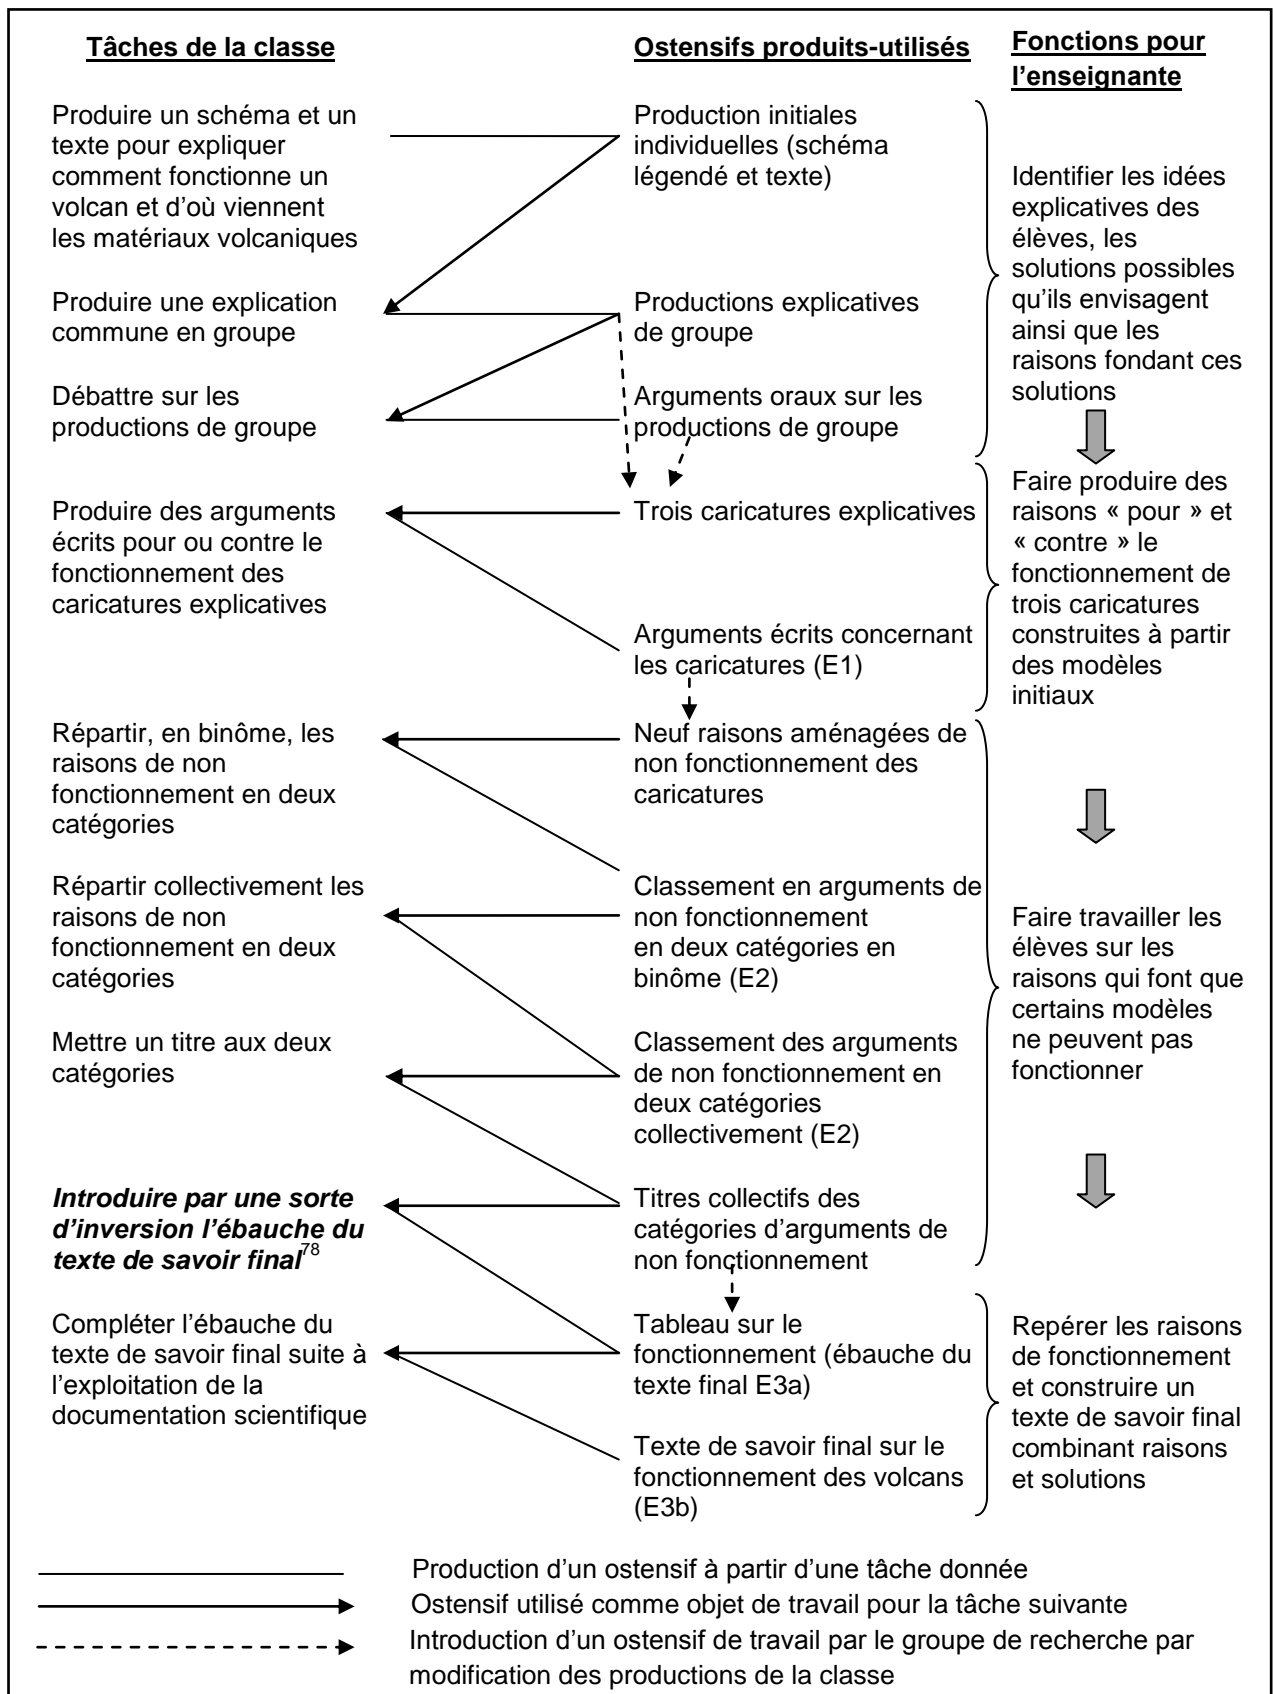 Tâches de la classe
Produire un schéma et un
texte pour expliquer
comment fonctionne un
volcan et d'où viennent
les matériaux volcaniques
Produire une explication
commune en groupe
Débattre sur les
productions de groupe
Produire des arguments
écrits pour ou contre le
fonctionnement des
caricatures explicatives
Répartir, en binôme, les
raisons de non
fonctionnement en deux
catégories
Répartir collectivement les
raisons de non
fonctionnement en deux
catégories
Mettre un titre aux deux
catégories
Introduire par une sorte
d'inversion l'ébauche du
texte de savoir final78
Compléter l'ébauche du
texte de savoir final suite à
l'exploitation de la
documentation scientifique
Ostensifs produits-utilisés
Production initiales
individuelles (schéma
légendé et texte)
Productions explicatives
de groupe
Arguments oraux sur les
productions de groupe
Trois caricatures explicatives
Arguments écrits concernant
les caricatures (E1)
Neuf raisons aménagées de
non fonctionnement des
caricatures
Classement en arguments de
non fonctionnement
en deux catégories en
binôme (E2)
Classement des arguments
de non fonctionnement en
deux catégories
collectivement (E2)
Titres collectifs des
catégories d'arguments de
non fonctionnement
Tableau sur le
fonctionnement (ébauche du
texte final E3a)
Texte de savoir final sur le
fonctionnement des volcans
(E3b)
Fonctions pour
l'enseignante
Identifier les idées
explicatives des
élèves, les
solutions possibles
qu'ils envisagent
ainsi que les
raisons fondant ces
solutions
Faire produire des
raisons « pour » et
« contre » le
fonctionnement de
trois caricatures
construites à partir
des modèles
initiaux
Faire travailler les
élèves sur les
raisons qui font que
certains modèles
ne peuvent pas
fonctionner
Repérer les raisons
de fonctionnement
et construire un
texte de savoir final
combinant raisons
et solutions
Production d'un ostensif à partir d'une tâche donnée
Ostensif utilisé comme objet de travail pour la tâche suivante
Introduction d'un ostensif de travail par le groupe de recherche par
modification des productions de la classe